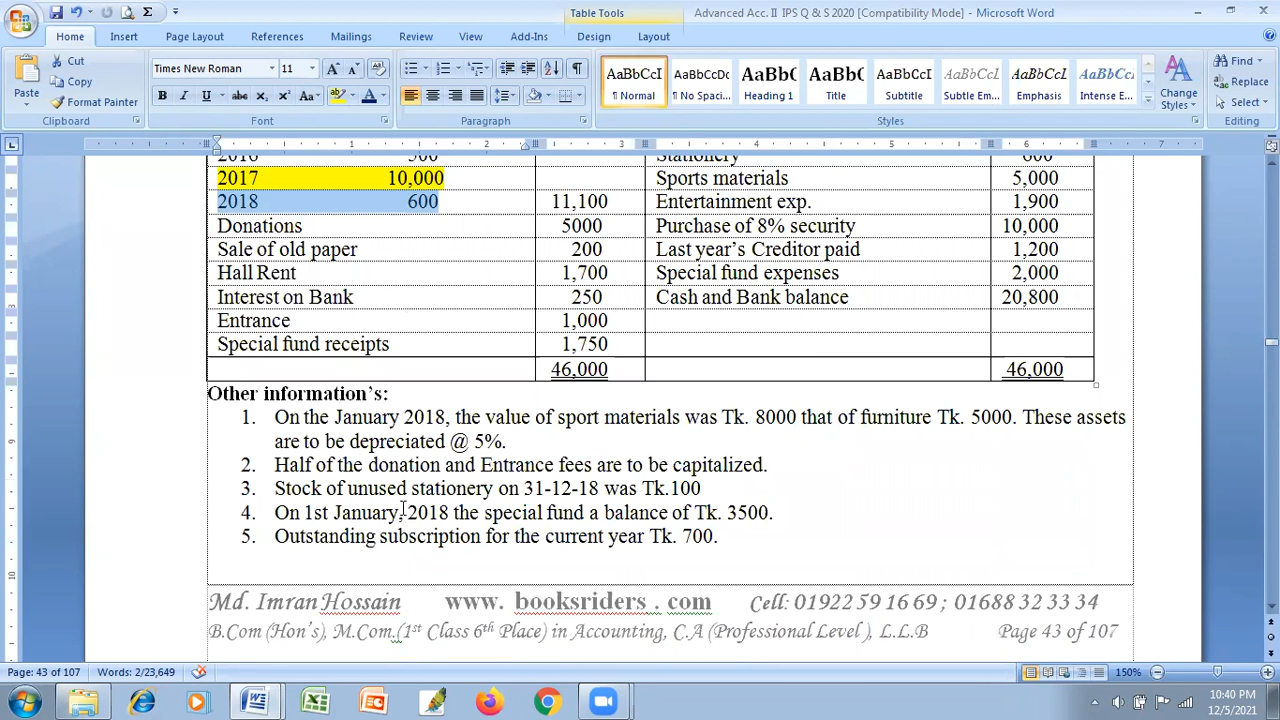 Table Tools
Advanced Acc. II IPS Q & S 2020 [Compatibility Mode] - Microsoft Word
Home Insert Page Layout References Mailings Review View Add-Ins Design Layout
Paste
Cut
Copy
Format Painter
Times New Roman 11
AaBbCcI AaBbCcDc AaBbC AaBb( AaBbCcI AaBbCcI AaBbCcI AaBbCcI
¶ Normal ¶ No Spaci... Heading 1 Title Subtitle Subtle Em... Emphasis Intense E...
Change Styles
Find
Replace
Select
Clipboard Font Paragraph Styles Editing
2016 500 Stationery 600
2017 10,000 Sports materials 5,000
2018 600 11,100 Entertainment exp. 1,900
Donations 5000 Purchase of 8% security 10,000
Sale of old paper 200 Last year’s Creditor paid 1,200
Hall Rent 1,700 Special fund expenses 2,000
Interest on Bank 250 Cash and Bank balance 20,800
Entrance 1,000
Special fund receipts 1,750
46,000 46,000
Other information’s:
1. On the January 2018, the value of sport materials was Tk. 8000 that of furniture Tk. 5000. These assets
are to be depreciated @ 5%.
2. Half of the donation and Entrance fees are to be capitalized.
3. Stock of unused stationery on 31-12-18 was Tk.100
4. On 1st January, 2018 the special fund a balance of Tk. 3500.
5. Outstanding subscription for the current year Tk. 700.
Md. Imran Hossain www. booksriders . com Cell: 01922 59 16 69 ; 01688 32 33 34
B.Com (Hon’s), M.Com.(1st Class 6th Place) in Accounting, C.A (Professional Level ), L.L.B Page 43 of 107
Page: 43 of 107 Words: 2/23,649 150%
10:40 PM
12/5/2021